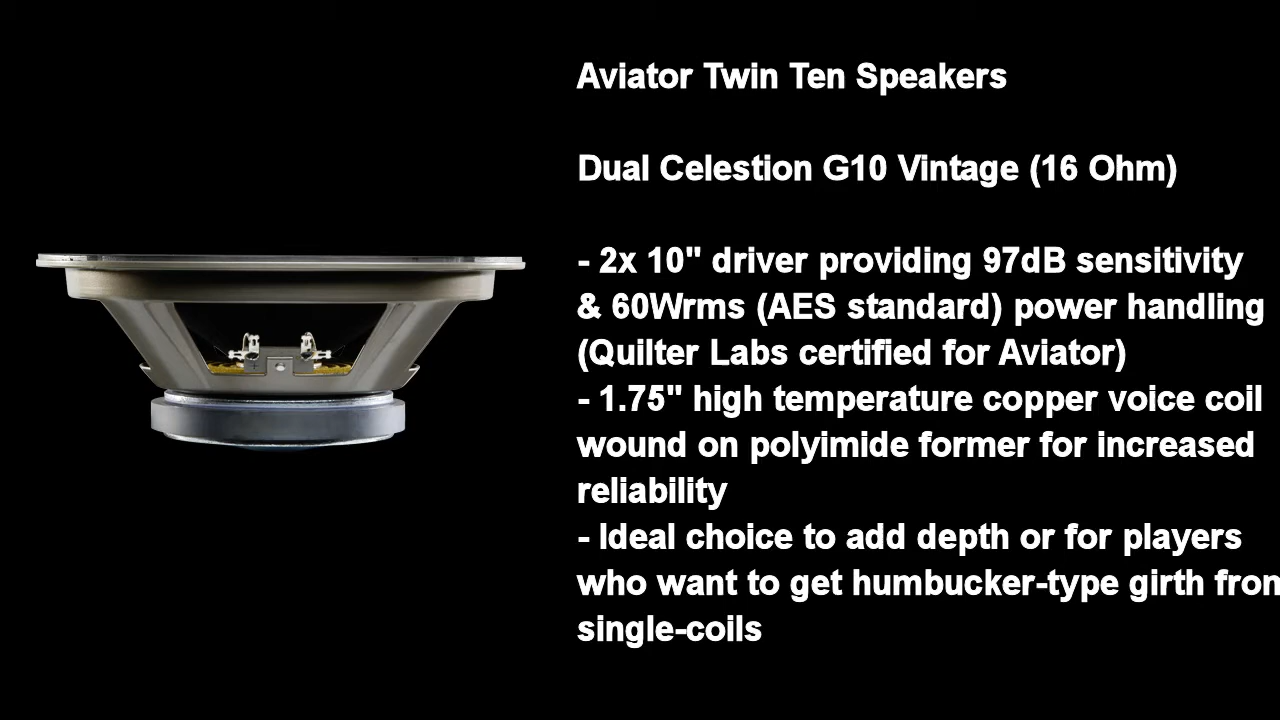 Aviator Twin Ten Speakers
Dual Celestion G10 Vintage (16 Ohm)
- 2x 10" driver providing 97dB sensitivity
& 60Wrms (AES standard) power handling
(Quilter Labs certified for Aviator)
- 1.75" high temperature copper voice coil
wound on polyimide former for increased
reliability
- Ideal choice to add depth or for players
who want to get humbucker-type girth from
single-coils